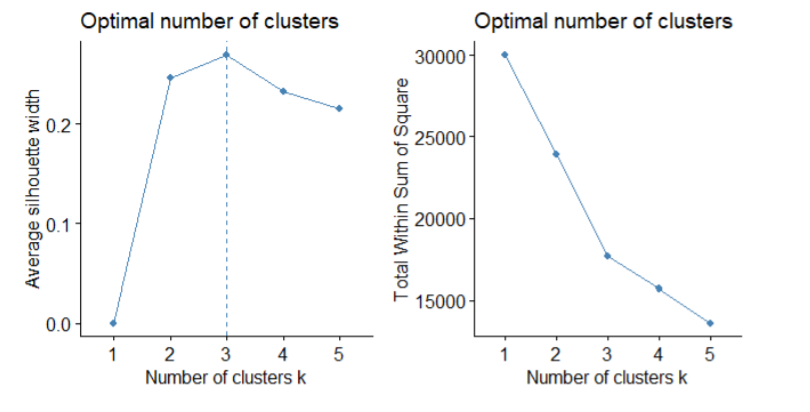 Optimal number of clusters
Average silhouette width
0.2
0.1
0.0
1 2 3 4 5
Number of clusters k
Optimal number of clusters
Total Within Sum of Square
30000
25000
20000
15000
1 2 3 4 5
Number of clusters k